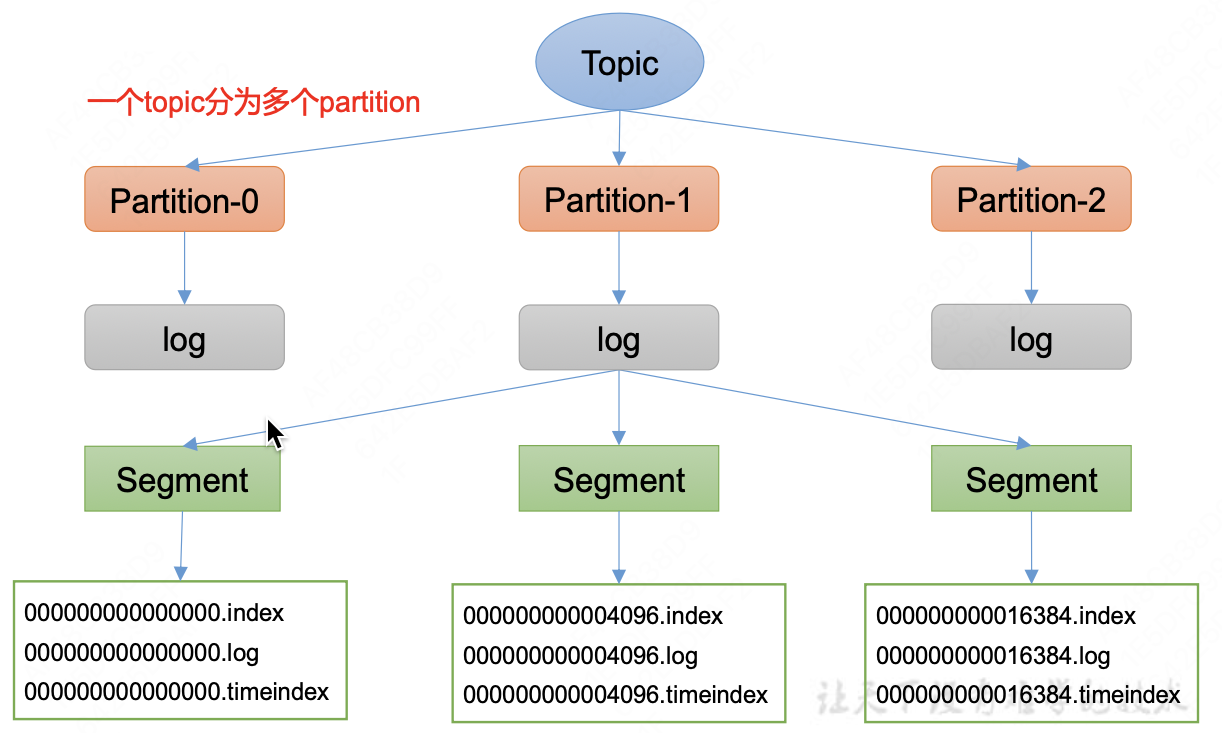 Topic
一个topic分为多个partition
Partition-0
Partition-1
Partition-2
log
log
log
Segment
Segment
Segment
000000000000000.index
000000000000000.log
000000000000000.timeindex
000000000004096.index
000000000004096.log
000000000004096.timeindex
000000000016384.index
000000000016384.log
000000000016384.timeindex
让天下没有难学的技术